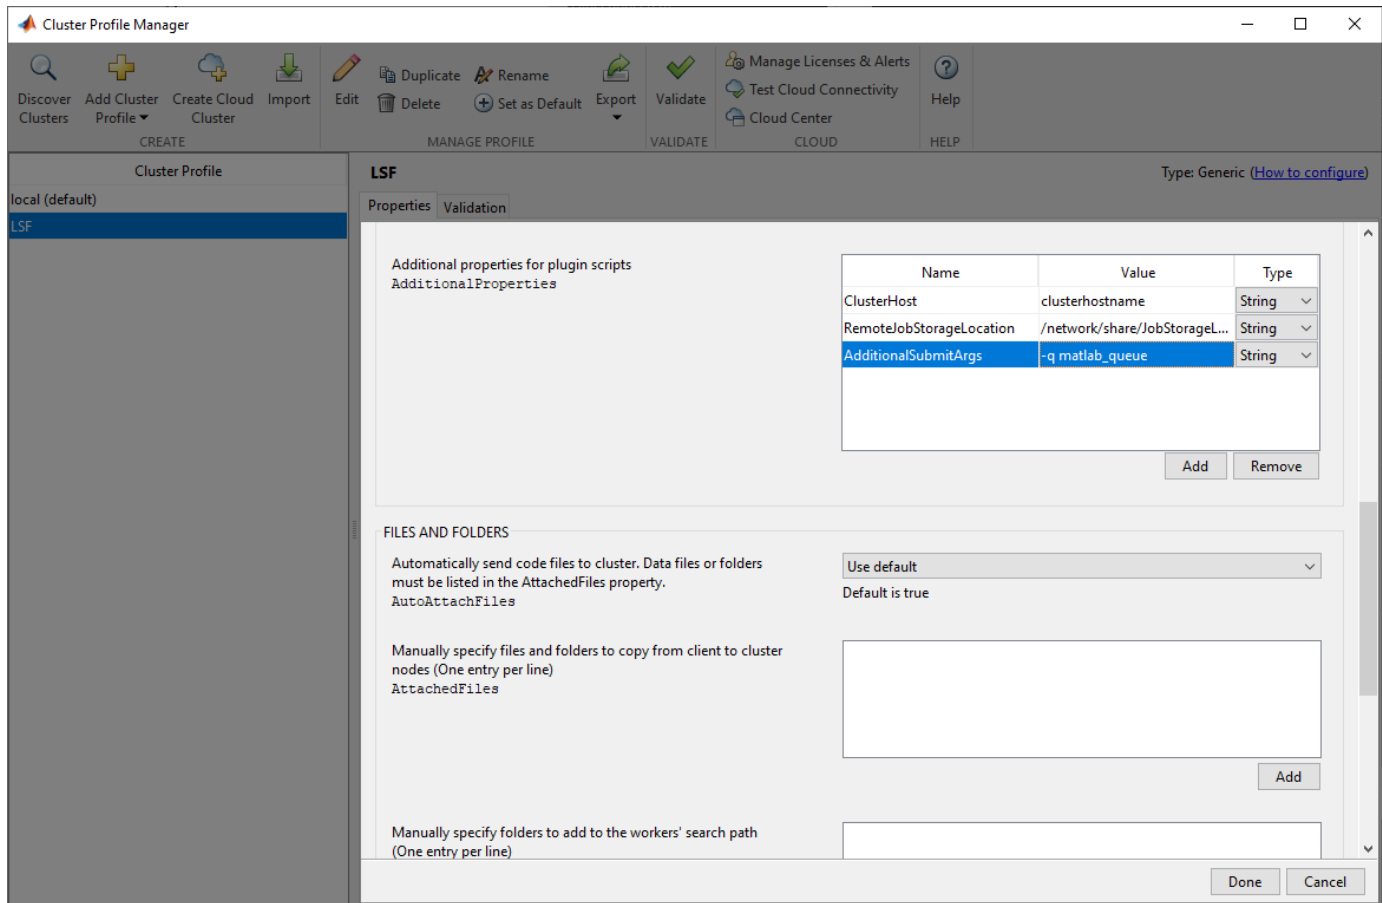 Cluster Profile Manager
Discover Clusters
Add Cluster Profile
Create Cloud Cluster
Import
CREATE
Edit
Duplicate
Rename
Delete
Set as Default
Export
MANAGE PROFILE
Validate
VALIDATE
Manage Licenses & Alerts
Test Cloud Connectivity
Cloud Center
CLOUD
Help
HELP
Cluster Profile
local (default)
LSF
LSF
Type: Generic (How to configure)
Properties
Validation
Additional properties for plugin scripts
AdditionalProperties
Name Value Type
ClusterHost clusterhostname String
RemoteJobStorageLocation /network/share/JobStorageL... String
AdditionalSubmitArgs -q matlab_queue String
Add Remove
FILES AND FOLDERS
Automatically send code files to cluster. Data files or folders
must be listed in the AttachedFiles property.
AutoAttachFiles
Use default
Default is true
Manually specify files and folders to copy from client to cluster
nodes (One entry per line)
AttachedFiles
Add
Manually specify folders to add to the workers' search path
(One entry per line)
Done Cancel